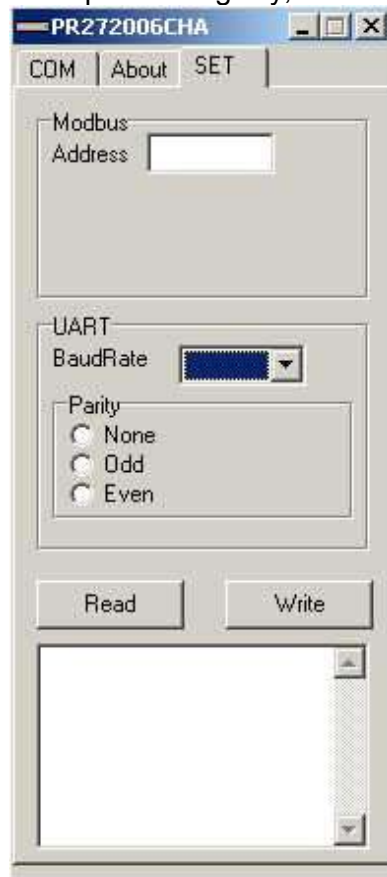 PR272006CHA
COM About SET
Modbus
Address
UART
BaudRate
Parity
None
Odd
Even
Read Write